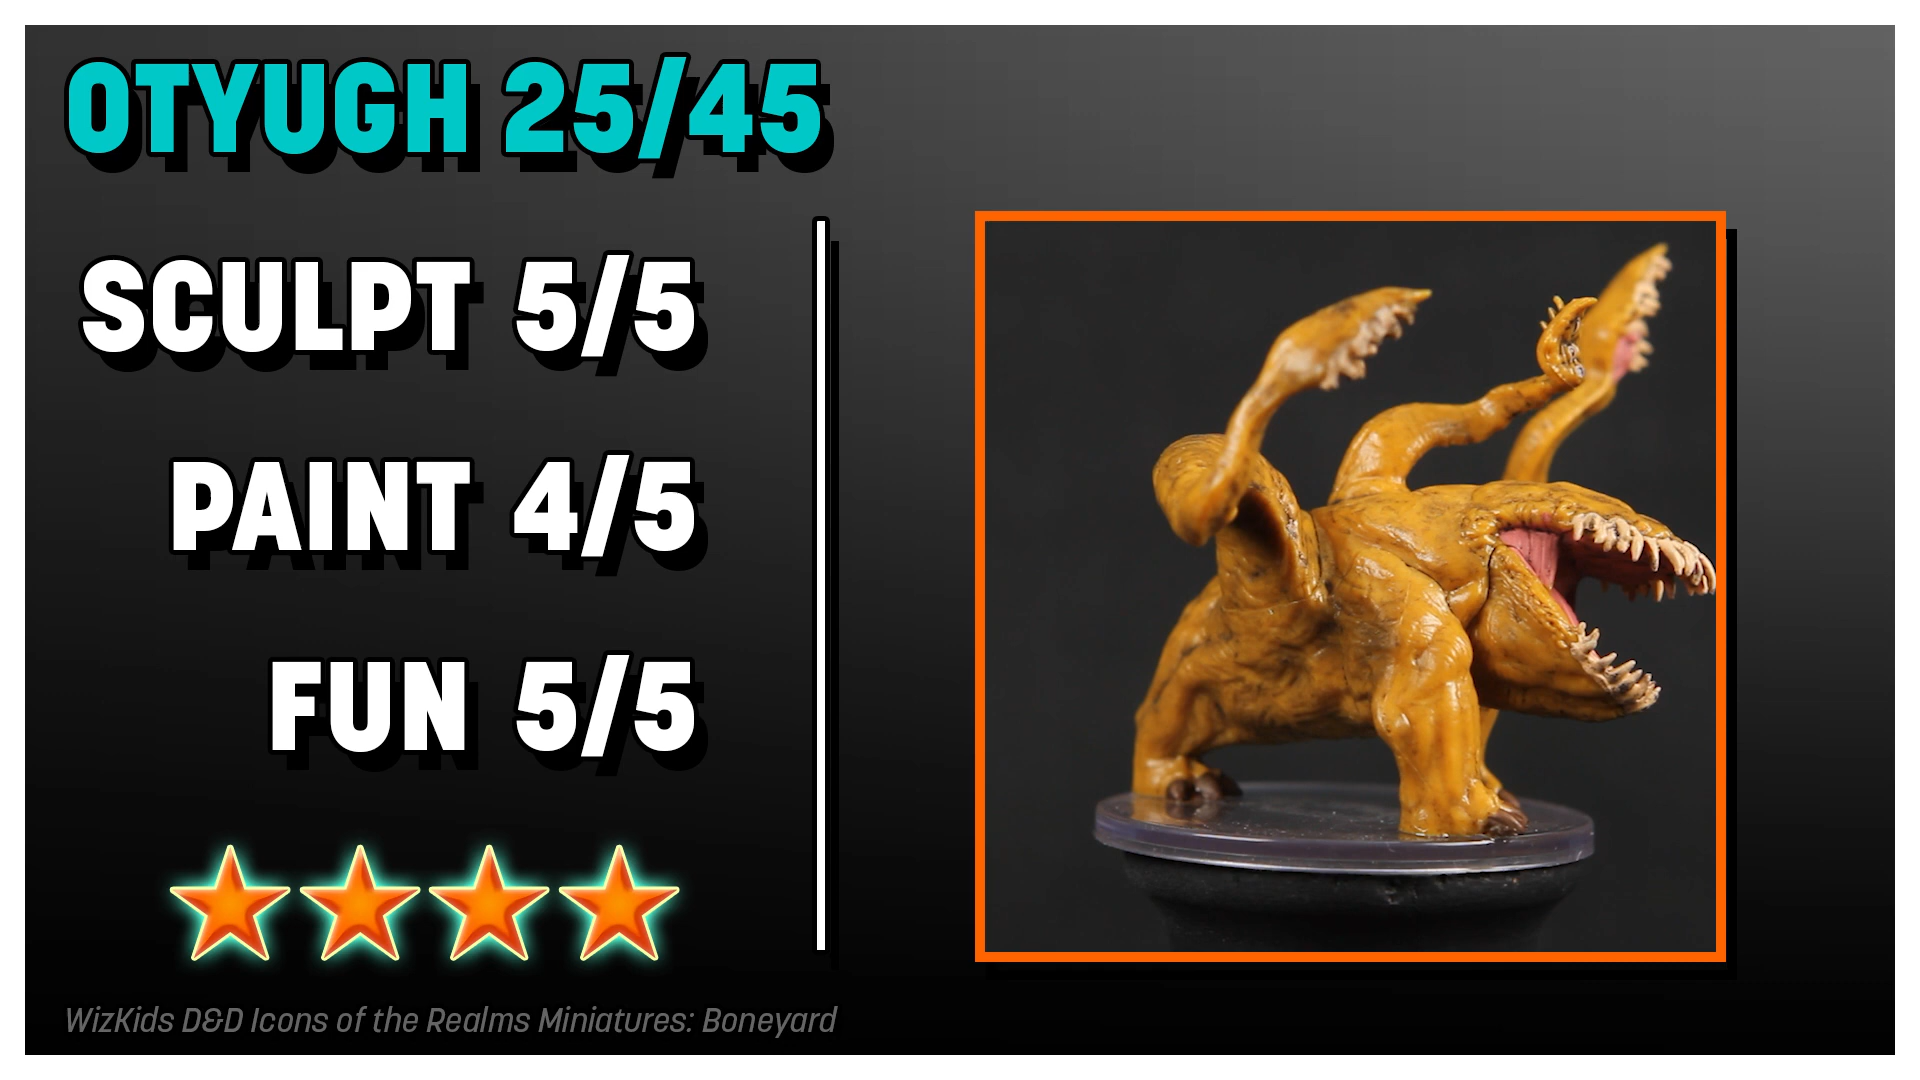 OTYUGH 25/45
SCULPT 5/5
PAINT 4/5
FUN 5/5
WizKids D&D Icons of the Realms Miniatures: Boneyard